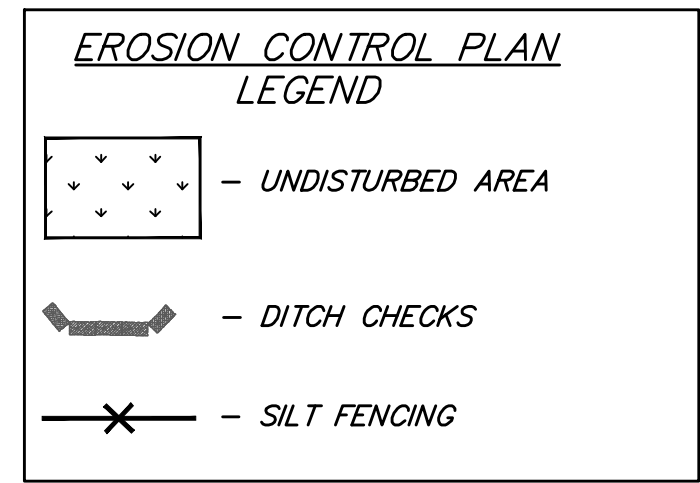 EROSION CONTROL PLAN
LEGEND
- UNDISTURBED AREA
- DITCH CHECKS
- SILT FENCING